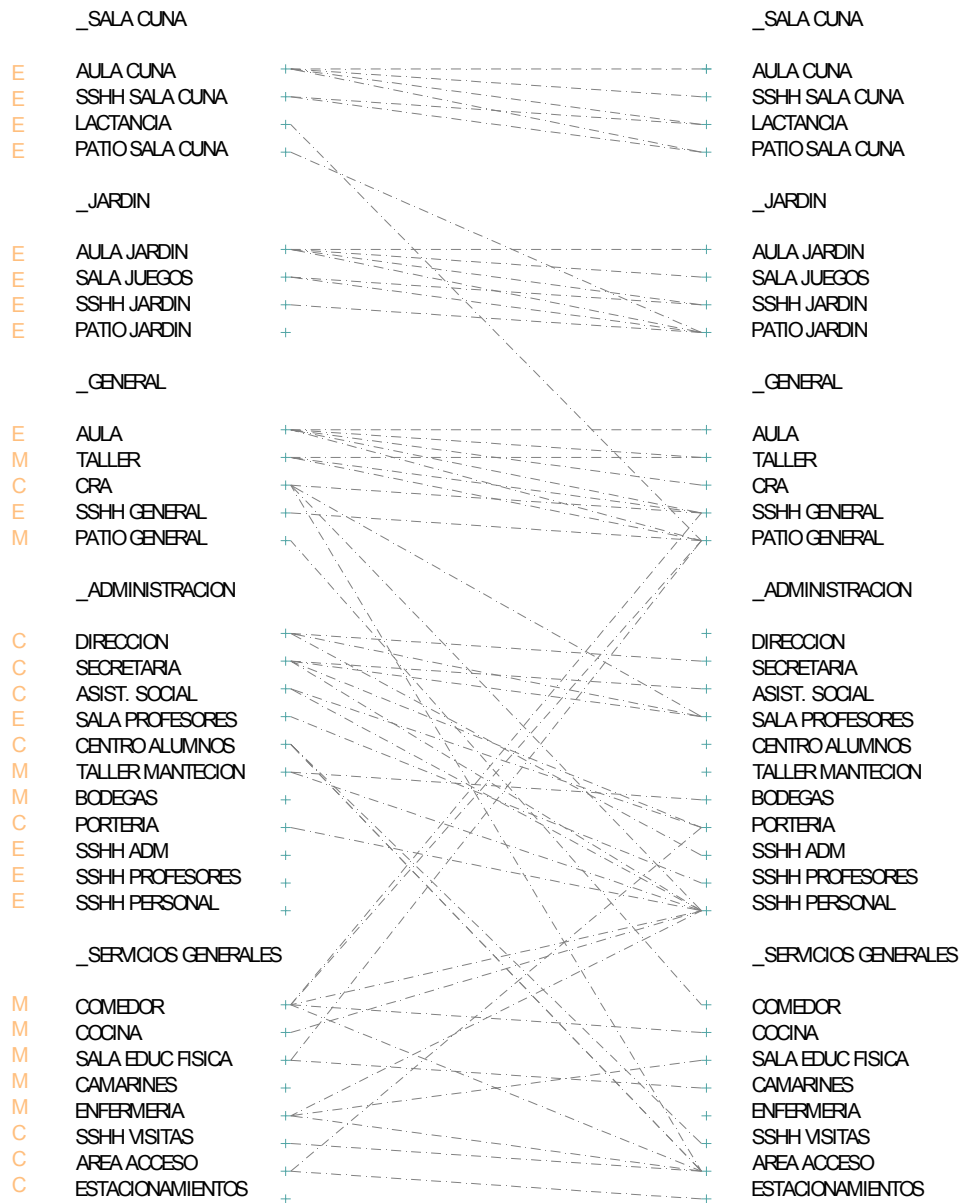 _SALA CUNA _SALA CUNA
E AULA CUNA AULA CUNA
E SSHH SALA CUNA SSHH SALA CUNA
E LACTANCIA LACTANCIA
E PATIO SALA CUNA PATIO SALA CUNA
_JARDIN _JARDIN
E AULA JARDIN AULA JARDIN
E SALA JUEGOS SALA JUEGOS
E SSHH JARDIN SSHH JARDIN
E PATIO JARDIN PATIO JARDIN
_GENERAL _GENERAL
E AULA AULA
M TALLER TALLER
C CRA CRA
E SSHH GENERAL SSHH GENERAL
M PATIO GENERAL PATIO GENERAL
_ADMINISTRACION _ADMINISTRACION
C DIRECCION DIRECCION
C SECRETARIA SECRETARIA
C ASIST. SOCIAL ASIST. SOCIAL
E SALA PROFESORES SALA PROFESORES
C CENTRO ALUMNOS CENTRO ALUMNOS
M TALLER MANTECION TALLER MANTECION
M BODEGAS BODEGAS
C PORTERIA PORTERIA
E SSHH ADM SSHH ADM
E SSHH PROFESORES SSHH PROFESORES
E SSHH PERSONAL SSHH PERSONAL
_SERVICIOS GENERALES _SERVICIOS GENERALES
M COMEDOR COMEDOR
M COCINA COCINA
M SALA EDUC FISICA SALA EDUC FISICA
M CAMARINES CAMARINES
M ENFERMERIA ENFERMERIA
C SSHH VISITAS SSHH VISITAS
C AREA ACCESO AREA ACCESO
C ESTACIONAMIENTOS ESTACIONAMIENTOS